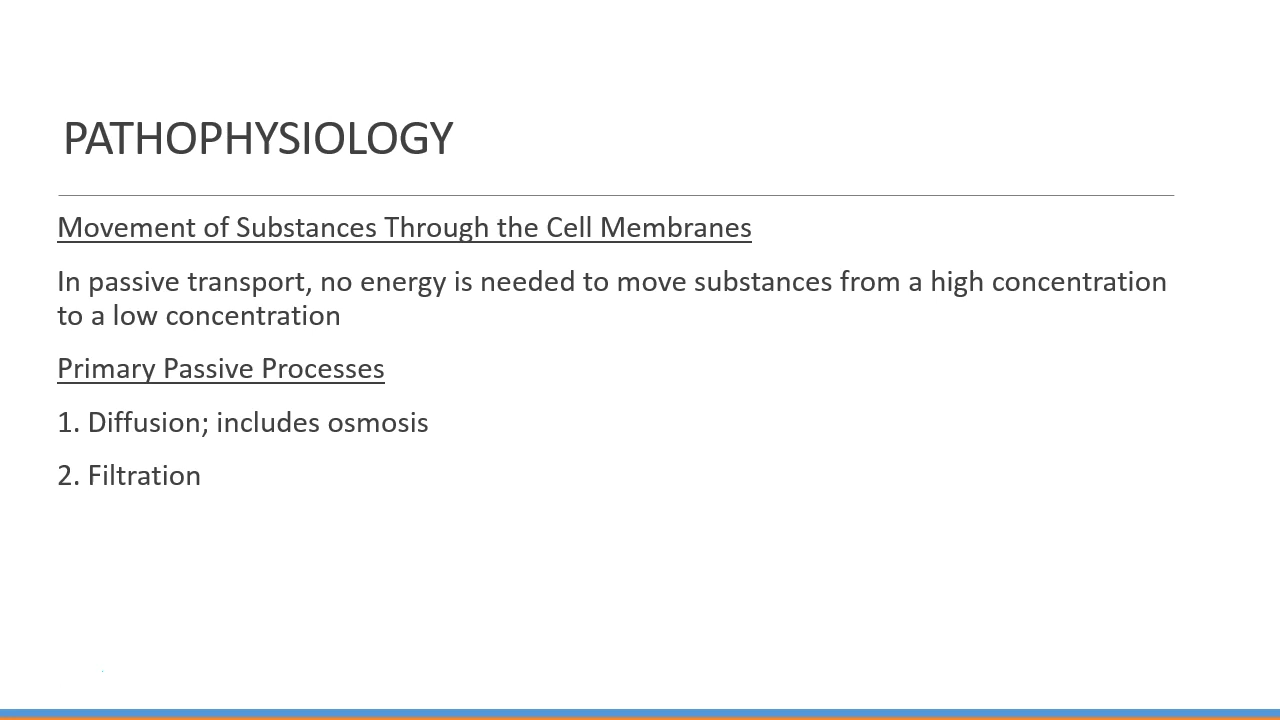 PATHOPHYSIOLOGY
Movement of Substances Through the Cell Membranes
In passive transport, no energy is needed to move substances from a high concentration
to a low concentration
Primary Passive Processes
1. Diffusion; includes osmosis
2. Filtration